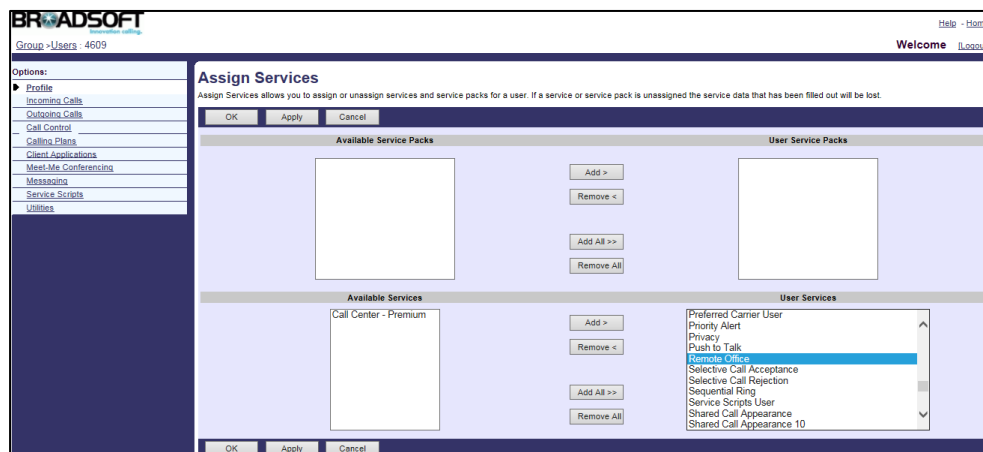 BROADSOFT
Innovation calling.
Help - Hom
Group >Users : 4609
Welcome [Logou
Options:
Profile
Incoming Calls
Outgoing Calls
Call Control
Calling Plans
Client Applications
Meet-Me Conferencing
Messaging
Service Scripts
Utilities
Assign Services
Assign Services allows you to assign or unassign services and service packs for a user. If a service or service pack is unassigned the service data that has been filled out will be lost.
OK Apply Cancel
Available Service Packs User Service Packs
Add >
Remove <
Add All >>
Remove All
Available Services User Services
Call Center - Premium
Add >
Remove <
Add All >>
Remove All
Preferred Carrier User
Priority Alert
Privacy
Push to Talk
Remote Office
Selective Call Acceptance
Selective Call Rejection
Sequential Ring
Service Scripts User
Shared Call Appearance
Shared Call Appearance 10
OK Apply Cancel